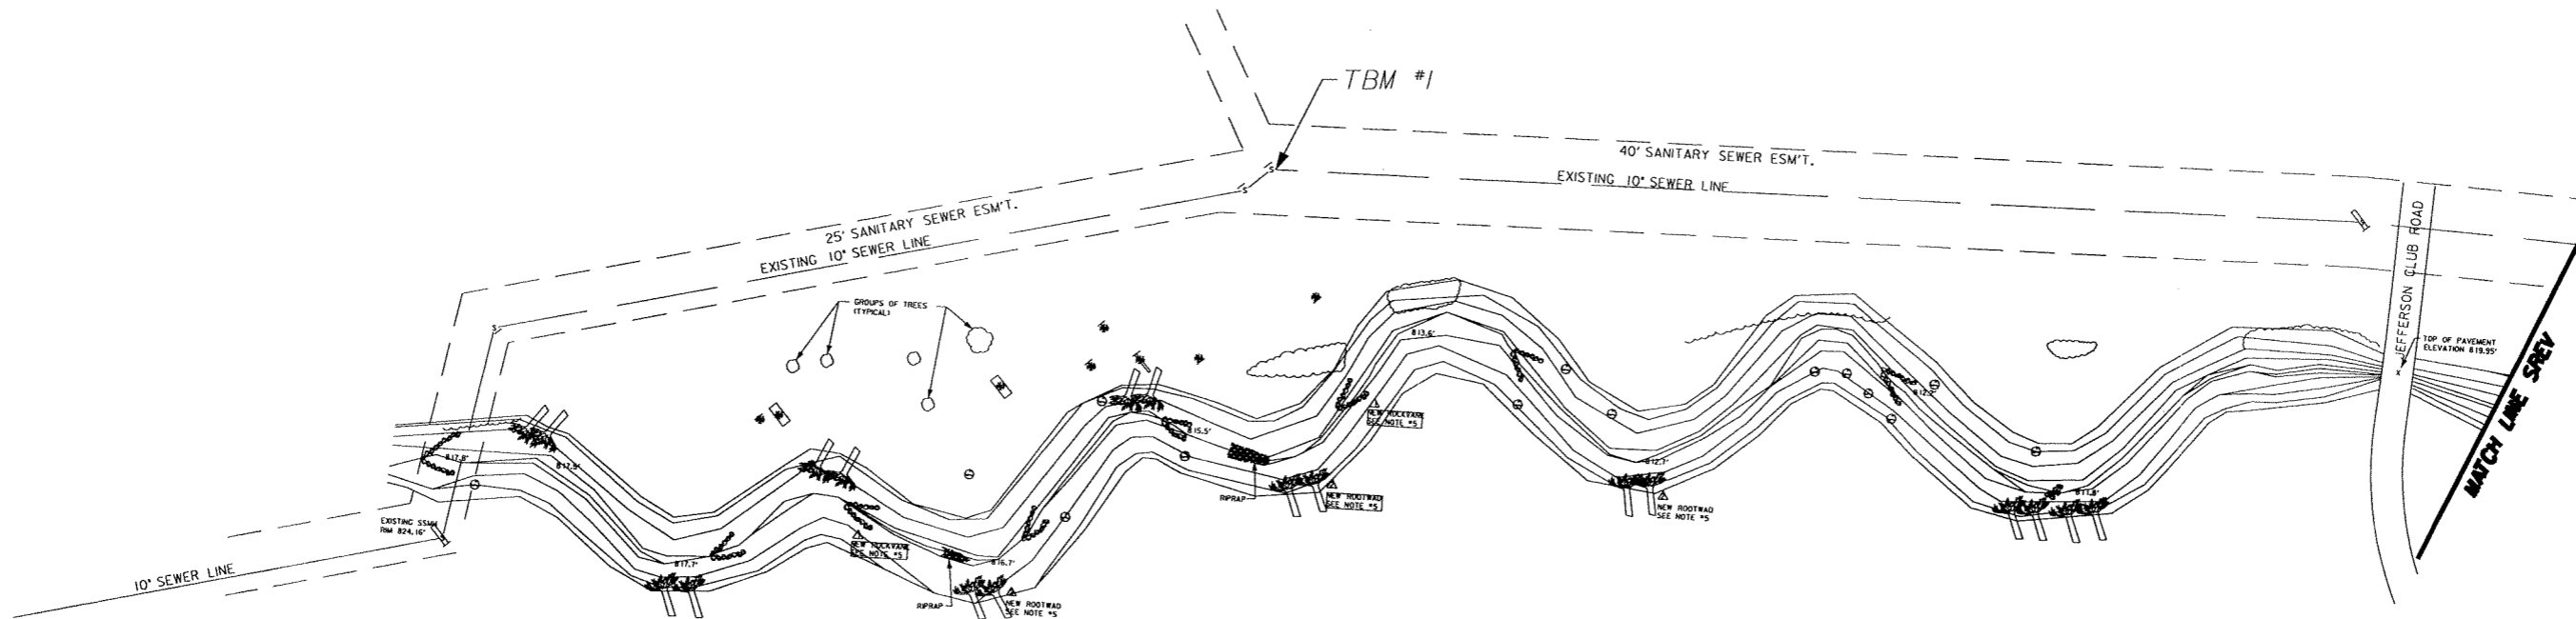 TBM #1
40' SANITARY SEWER ESM'T.
EXISTING 10" SEWER LINE
25' SANITARY SEWER ESM'T.
EXISTING 10" SEWER LINE
JEFFERSON CLUB ROAD
GROUPS OF TREES
(TYPICAL)
TOP OF PAVEMENT
ELEVATION 819.95'
MATCH LINE SREV
813.6'
812.2'
NEW ROCKVANE
SEE NOTE #5
815.5'
817.8'
817.9'
812.7'
811.8'
RIPRAP
NEW ROOTWAD
SEE NOTE #5
NEW ROOTWAD
SEE NOTE #5
EXISTING SSMH
RIM 824.16'
NEW ROCKVANE
SEE NOTE #5
817.7'
816.7'
10" SEWER LINE
RIPRAP
NEW ROOTWAD
SEE NOTE #5